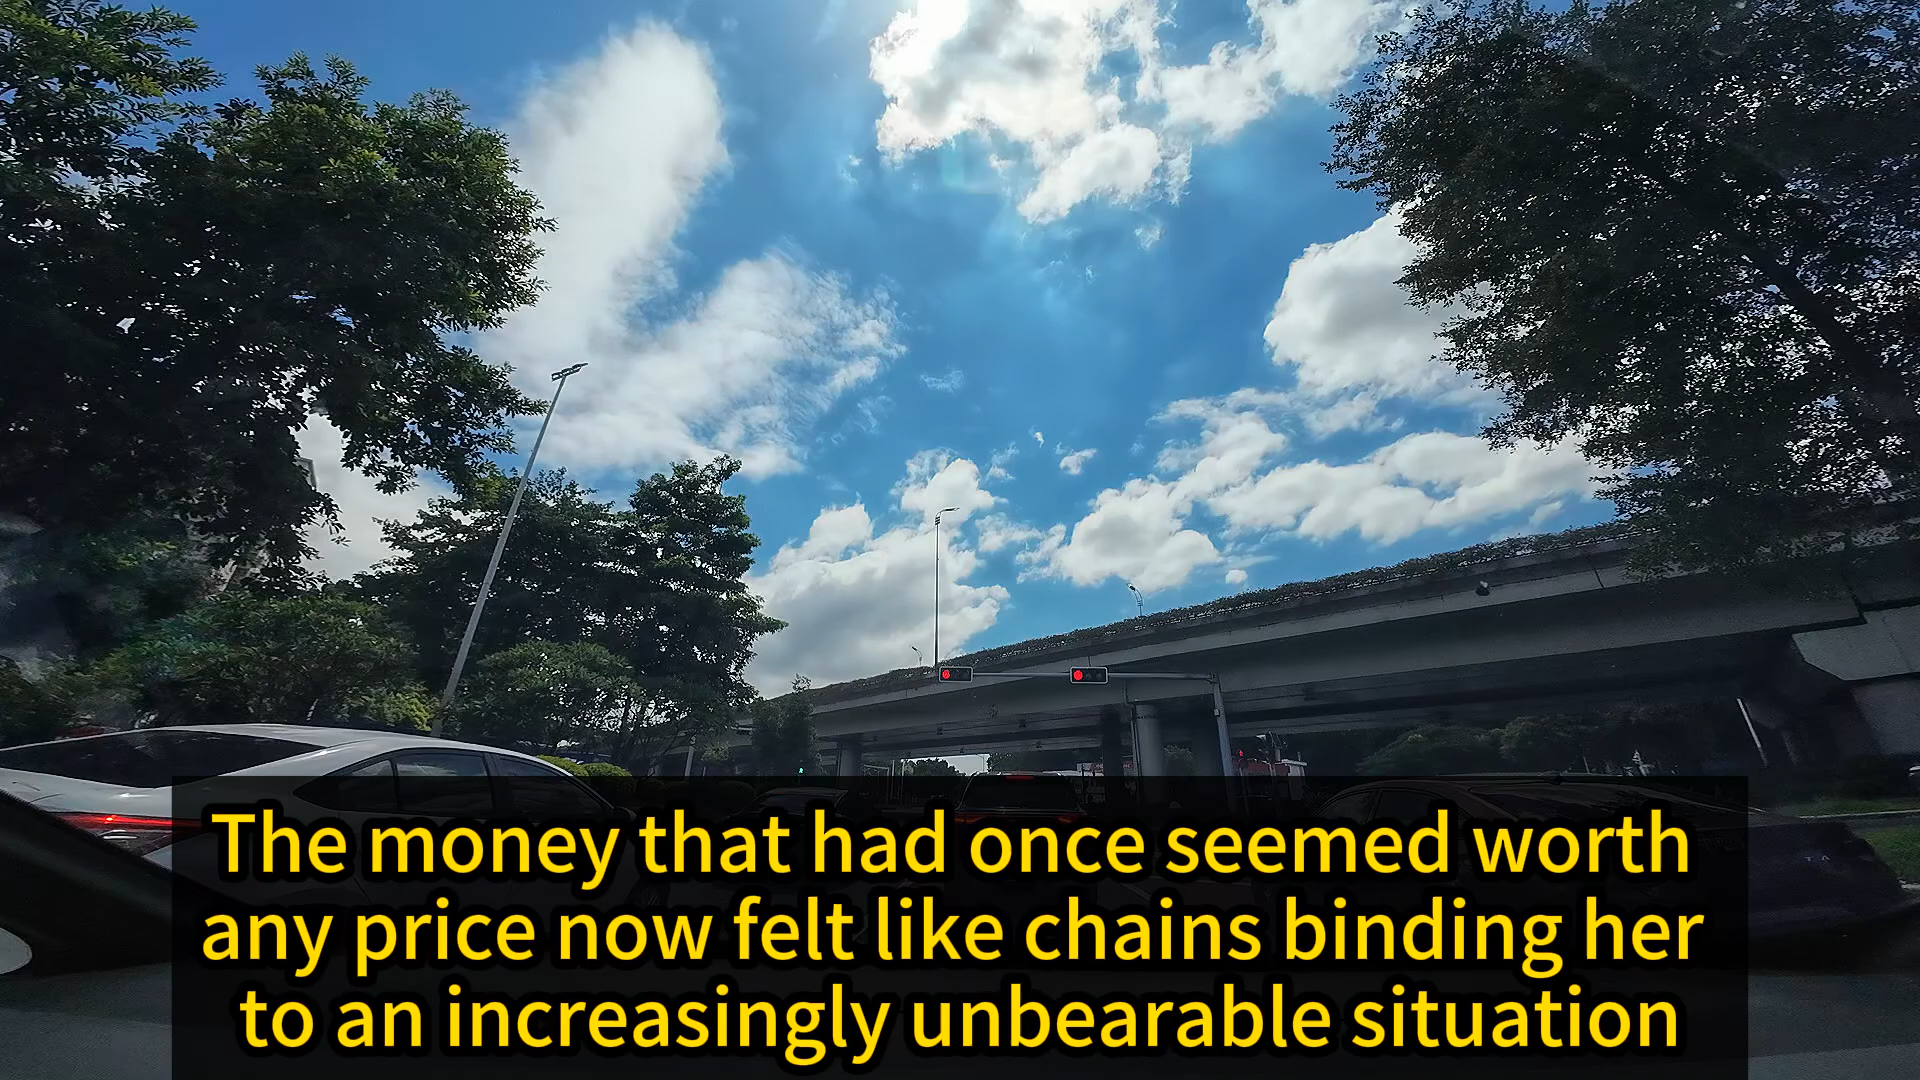 The money that had once seemed worth
any price now felt like chains binding her
to an increasingly unbearable situation